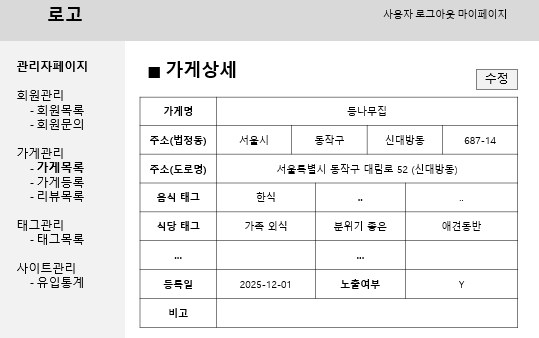 로고
사용자 로그아웃 마이페이지
관리자페이지
회원관리
- 회원목록
- 회원문의
가게관리
- 가게목록
- 가게등록
- 리뷰목록
태그관리
- 태그목록
사이트관리
- 유입통계
■ 가게상세
수정
가게명 등나무집
주소(법정동) 서울시 동작구 신대방동 687-14
주소(도로명) 서울특별시 동작구 대림로 52 (신대방동)
음식 태그 한식 .. ..
식당 태그 가족 외식 분위기 좋은 애견동반
... ...
등록일 2025-12-01 노출여부 Y
비고